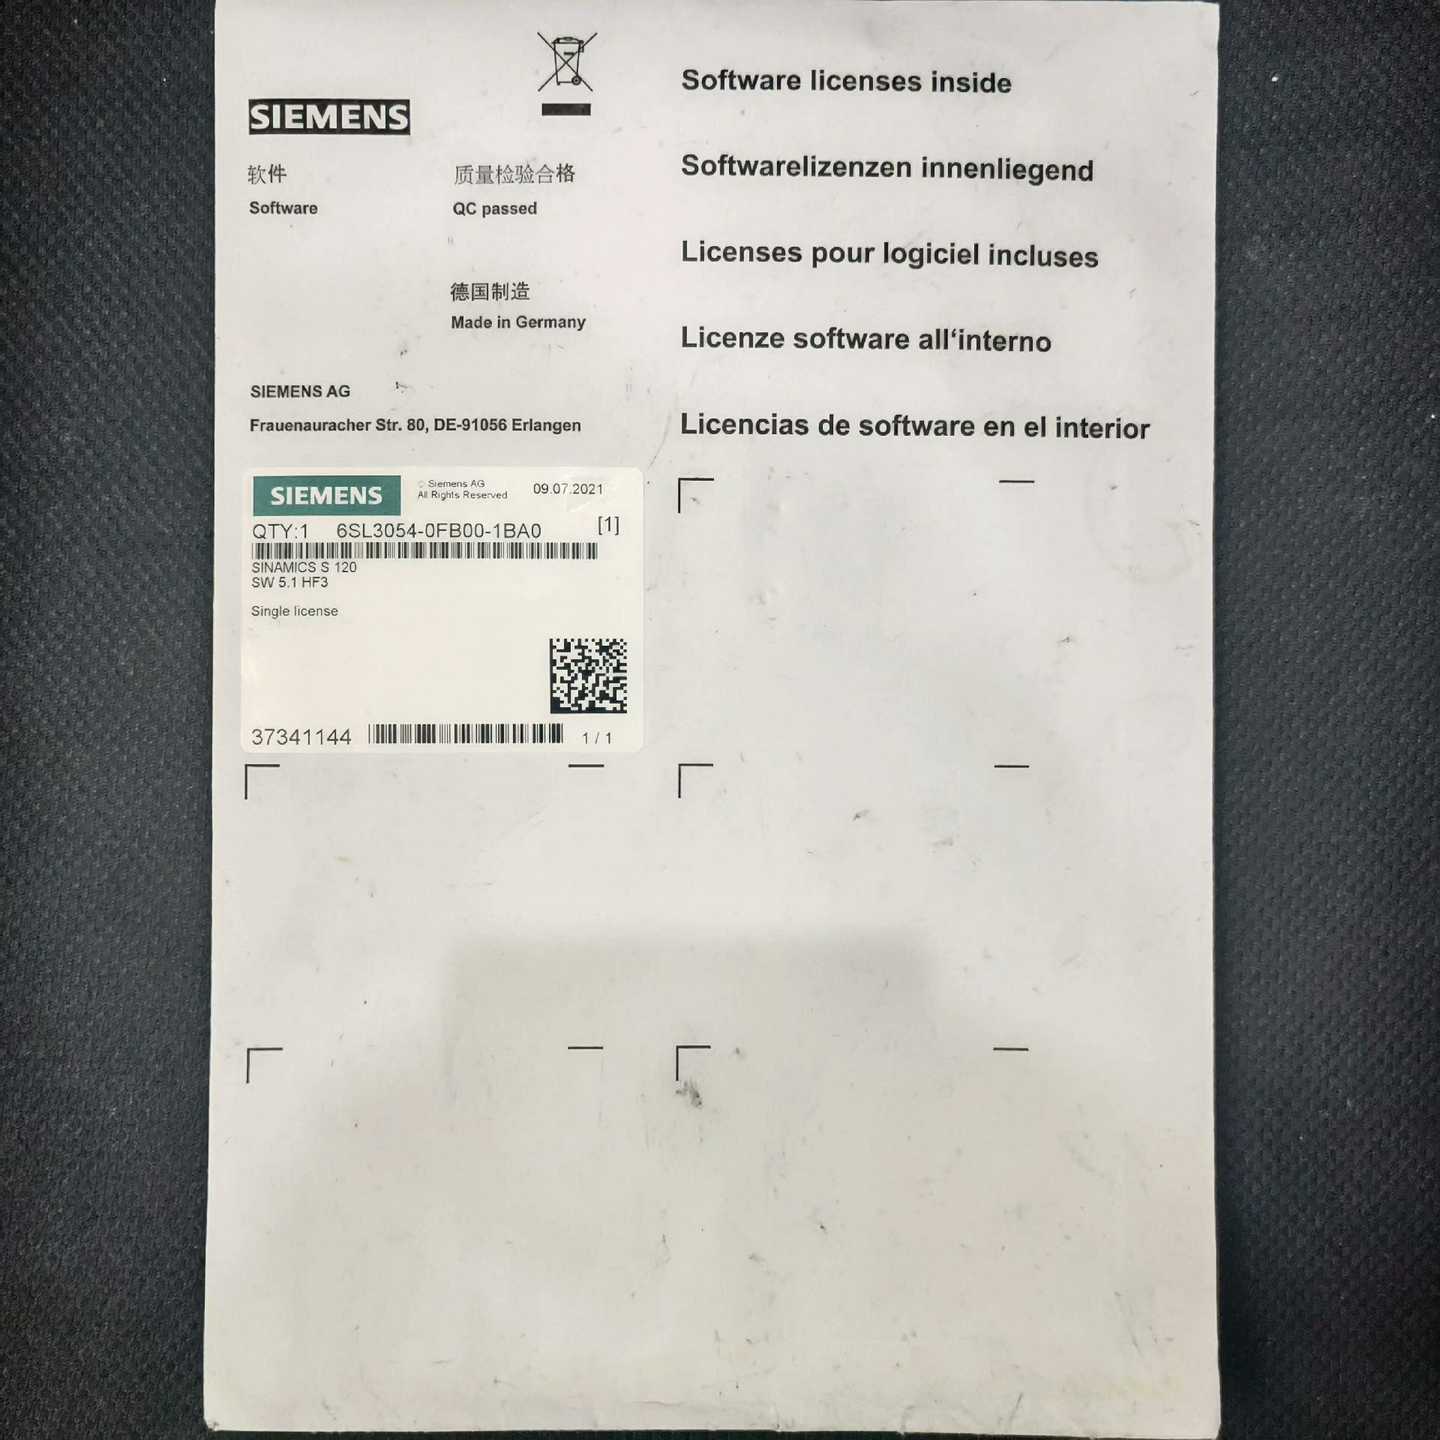 SIEMENS
软件
Software
质量检验合格
QC passed
德国制造
Made in Germany
SIEMENS AG
Frauenauracher Str. 80, DE-91056 Erlangen
Software licenses inside
Softwarelizenzen innenliegend
Licenses pour logiciel incluses
Licenze software all‘interno
Licencias de software en el interior
SIEMENS
© Siemens AG
All Rights Reserved
09.07.2021
QTY:1 6SL3054-0FB00-1BA0 [1]
SINAMICS S 120
SW 5.1 HF3
Single license
37341144 1 / 1